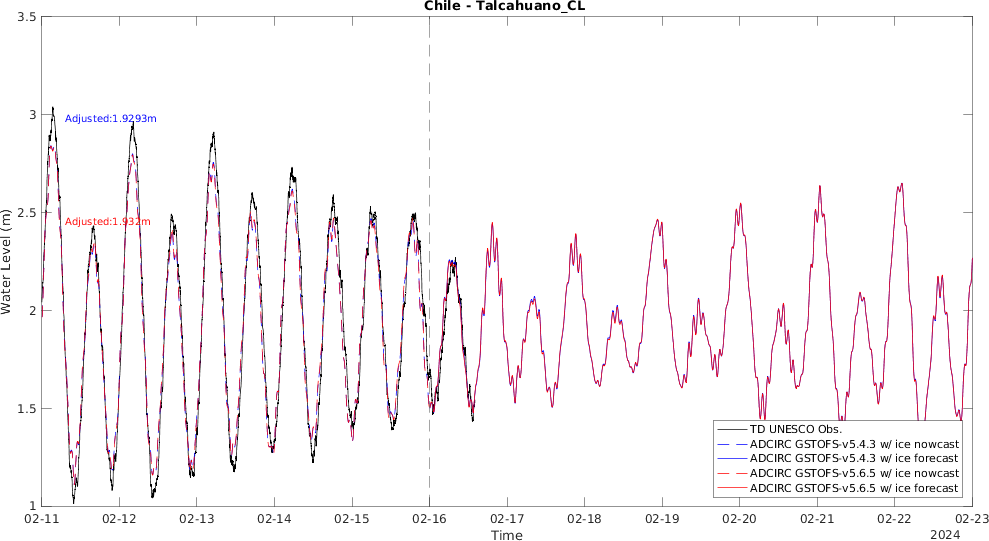 Chile - Talcahuano_CL
3.5
3
2.5
2
1.5
1
Water Level (m)
Adjusted:1.9293m
Adjusted:1.932m
TD UNESCO Obs.
ADCIRC GSTOFS-v5.4.3 w/ ice nowcast
ADCIRC GSTOFS-v5.4.3 w/ ice forecast
ADCIRC GSTOFS-v5.6.5 w/ ice nowcast
ADCIRC GSTOFS-v5.6.5 w/ ice forecast
02-11 02-12 02-13 02-14 02-15 02-16 02-17 02-18 02-19 02-20 02-21 02-22 02-23
Time
2024